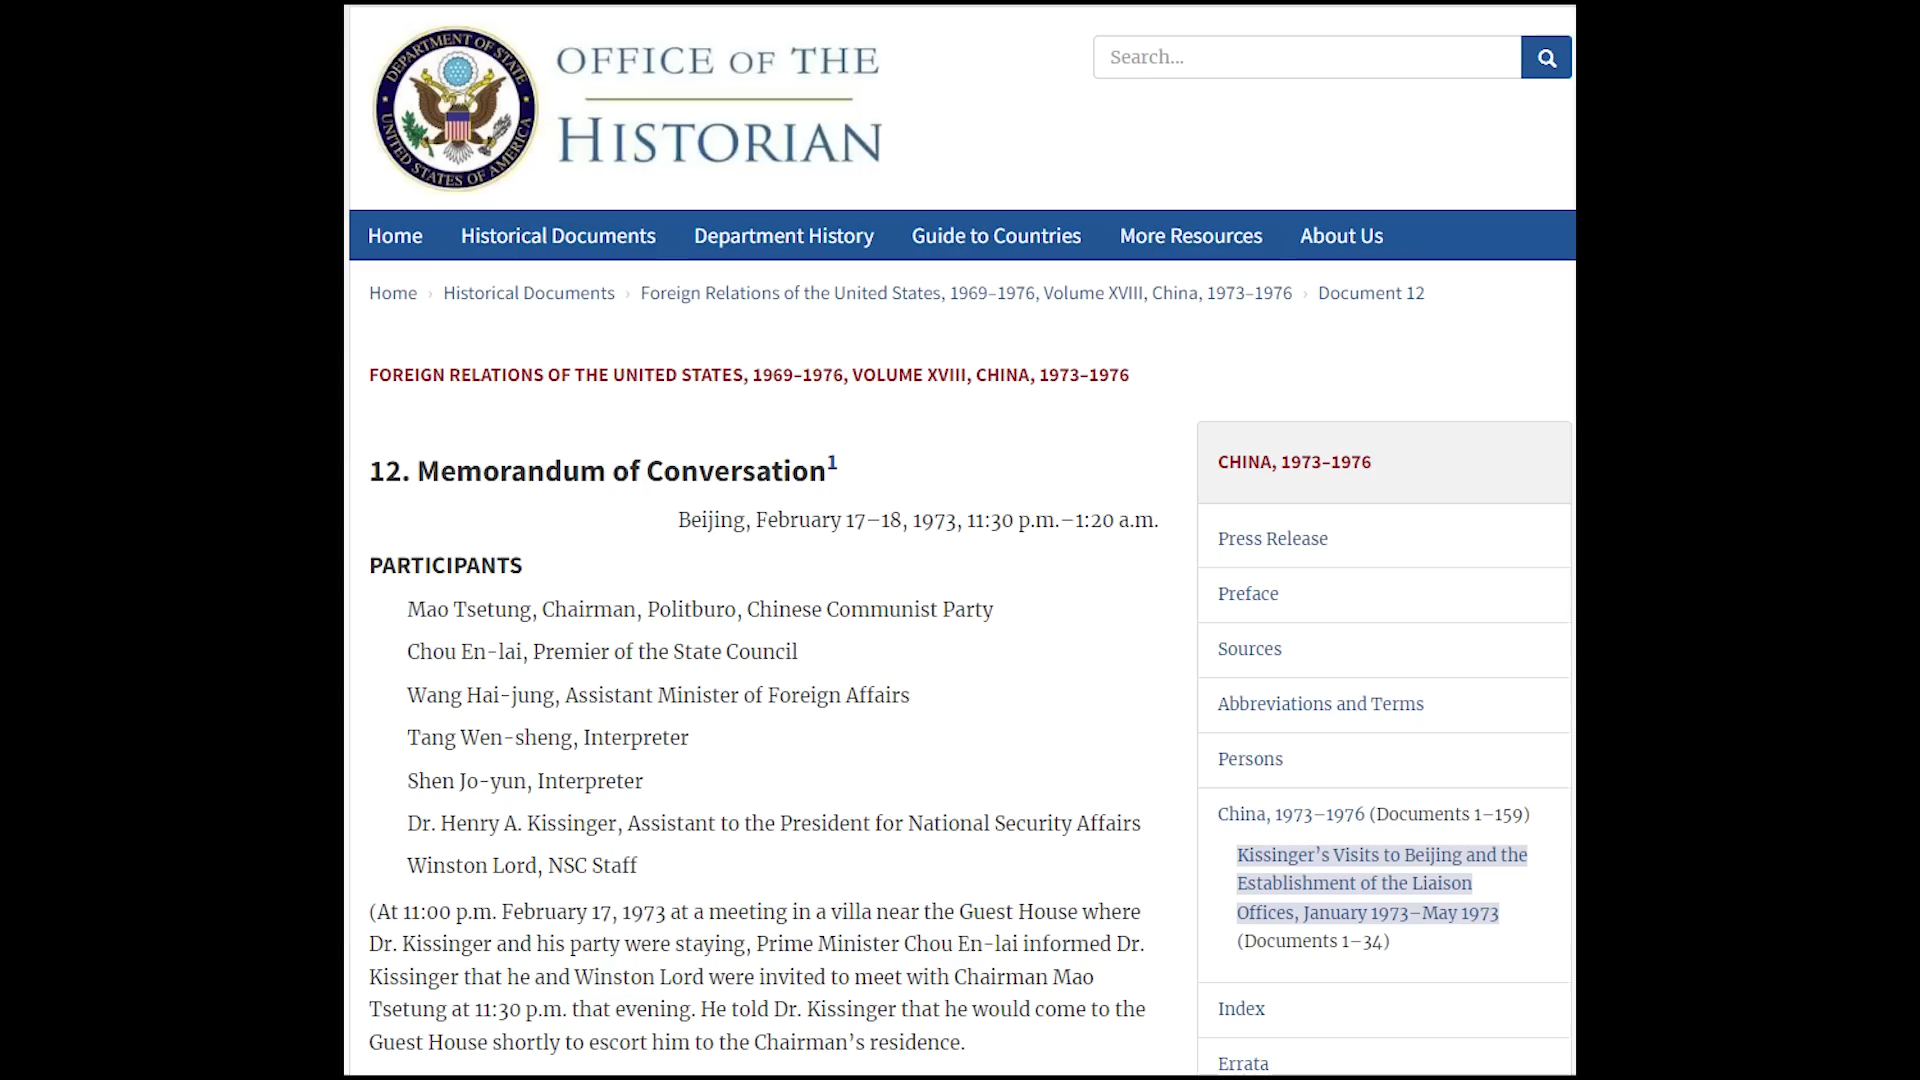 DEPARTMENT OF STATE
UNITED STATES OF AMERICA
OFFICE OF THE
HISTORIAN
Search...
Home Historical Documents Department History Guide to Countries More Resources About Us
Home › Historical Documents › Foreign Relations of the United States, 1969–1976, Volume XVIII, China, 1973–1976 › Document 12
FOREIGN RELATIONS OF THE UNITED STATES, 1969–1976, VOLUME XVIII, CHINA, 1973–1976
12. Memorandum of Conversation1
Beijing, February 17–18, 1973, 11:30 p.m.–1:20 a.m.
PARTICIPANTS
Mao Tsetung, Chairman, Politburo, Chinese Communist Party
Chou En-lai, Premier of the State Council
Wang Hai-jung, Assistant Minister of Foreign Affairs
Tang Wen-sheng, Interpreter
Shen Jo-yun, Interpreter
Dr. Henry A. Kissinger, Assistant to the President for National Security Affairs
Winston Lord, NSC Staff
(At 11:00 p.m. February 17, 1973 at a meeting in a villa near the Guest House where
Dr. Kissinger and his party were staying, Prime Minister Chou En-lai informed Dr.
Kissinger that he and Winston Lord were invited to meet with Chairman Mao
Tsetung at 11:30 p.m. that evening. He told Dr. Kissinger that he would come to the
Guest House shortly to escort him to the Chairman’s residence.
CHINA, 1973–1976
Press Release
Preface
Sources
Abbreviations and Terms
Persons
China, 1973–1976 (Documents 1–159)
Kissinger’s Visits to Beijing and the
Establishment of the Liaison
Offices, January 1973–May 1973
(Documents 1–34)
Index
Errata